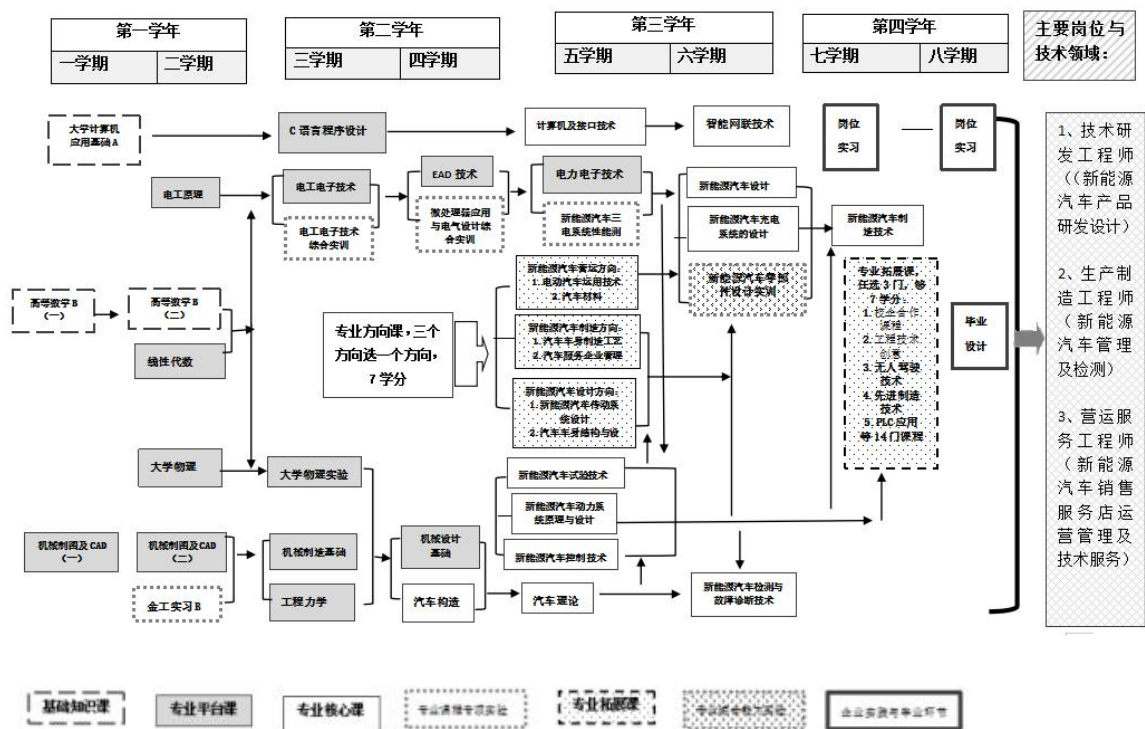 第一学年
第二学年
第三学年
第四学年
主要岗位与
技术领域：
一学期
二学期
三学期
四学期
五学期
六学期
七学期
八学期
大学计算机
应用基础A
C 语言程序设计
计算机及接口技术
智能网联技术
岗位
实习
岗位
实习
电工原理
电工电子技术
电工电子技术
综合实训
EAD 技术
微处理器应用
与电气设计综
合实训
电力电子技术
新能源汽车三
电系统性能测
新能源汽车设计
新能源汽车充电
系统的设计
新能源汽车零部
件设计实训
新能源汽车制
造技术
高等数学B
（一）
高等数学B
（二）
线性代数
专业方向课，三个
方向选一个方向，
7 学分
新能源汽车营运方向：
1. 电动汽车运用技术
2. 汽车材料
新能源汽车制造方向：
1. 汽车车身制造工艺
2. 汽车服务企业管理
新能源汽车设计方向：
1. 新能源汽车传动系
统设计
2. 汽车车身结构与设
专业拓展课，
任选 3 门，够
7 学分：
1. 校企合作
课程
2. 工程技术
创意
3. 无人驾驶
技术
4. 先进制造
技术
5. PLC 应用
等 14 门课程
毕业
设计
大学物理
大学物理实验
新能源汽车试验技术
新能源汽车动力系
统原理与设计
新能源汽车控制技术
机械制图及CAD
（一）
机械制图及CAD
（二）
金工实习 B
机械制造基础
工程力学
机械设计
基础
汽车构造
汽车理论
新能源汽车检测与
故障诊断技术
1、技术研
发工程师
（(新能源
汽车产品
研发设计）
2、生产制
造工程师
（新能源
汽车管理
及检测）
3、营运服
务工程师
（新能源
汽车销售
服务店运
营管理及
技术服务）
基础知识课
专业平台课
专业核心课
专业拓展课
企业实践与毕业环节